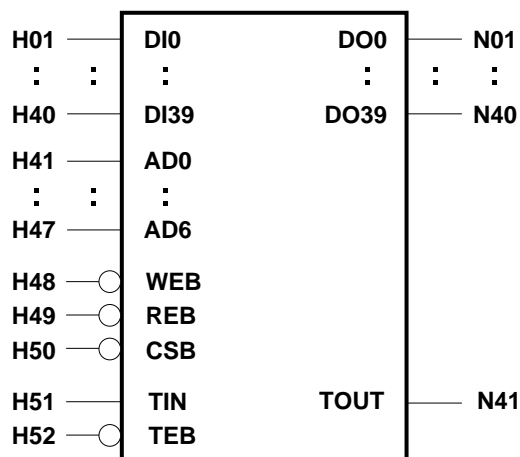 H01 DI0 DO0 N01
: : : : : :
H40 DI39 DO39 N40
H41 AD0
: : :
H47 AD6
H48 WEB
H49 REB
H50 CSB
H51 TIN TOUT N41
H52 TEB